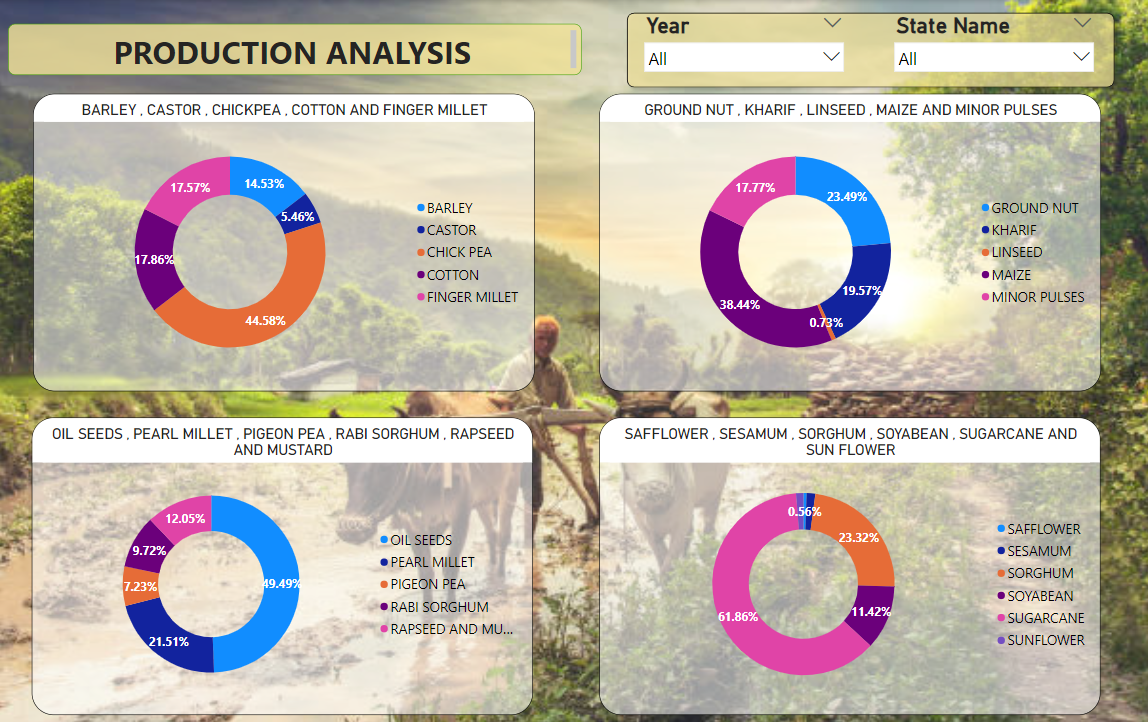 PRODUCTION ANALYSIS
Year
State Name
All
All
BARLEY , CASTOR , CHICKPEA , COTTON AND FINGER MILLET
17.57%
14.53%
5.46%
17.86%
44.58%
BARLEY
CASTOR
CHICK PEA
COTTON
FINGER MILLET
GROUND NUT , KHARIF , LINSEED , MAIZE AND MINOR PULSES
17.77%
23.49%
19.57%
38.44%
0.73%
GROUND NUT
KHARIF
LINSEED
MAIZE
MINOR PULSES
OIL SEEDS , PEARL MILLET , PIGEON PEA , RABI SORGHUM , RAPSEED
AND MUSTARD
12.05%
9.72%
7.23%
49.49%
21.51%
OIL SEEDS
PEARL MILLET
PIGEON PEA
RABI SORGHUM
RAPSEED AND MU...
SAFFLOWER , SESAMUM , SORGHUM , SOYABEAN , SUGARCANE AND
SUN FLOWER
0.56%
23.32%
11.42%
61.86%
SAFFLOWER
SESAMUM
SORGHUM
SOYABEAN
SUGARCANE
SUNFLOWER